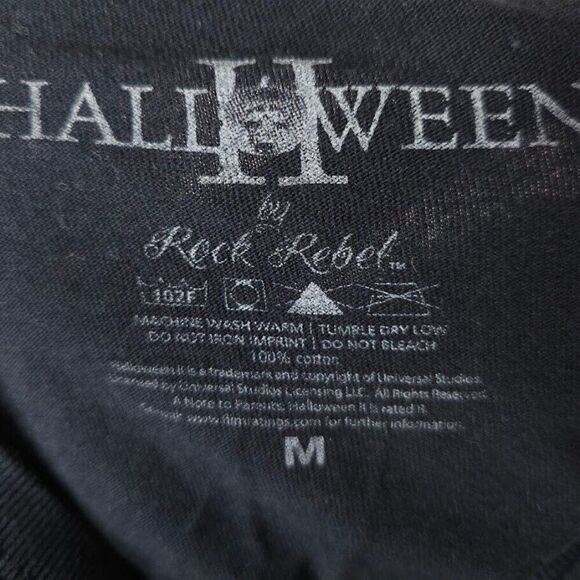 HALLOWEEN
II
by
Rock Rebel™
102F
MACHINE WASH WARM | TUMBLE DRY LOW
DO NOT IRON IMPRINT | DO NOT BLEACH
100% cotton
Halloween II is a trademark and copyright of Universal Studios.
Licensed by Universal Studios Licensing LLC. All Rights Reserved.
A Note to Parents: Halloween II is rated R.
Visit www.filmratings.com for further information.
M